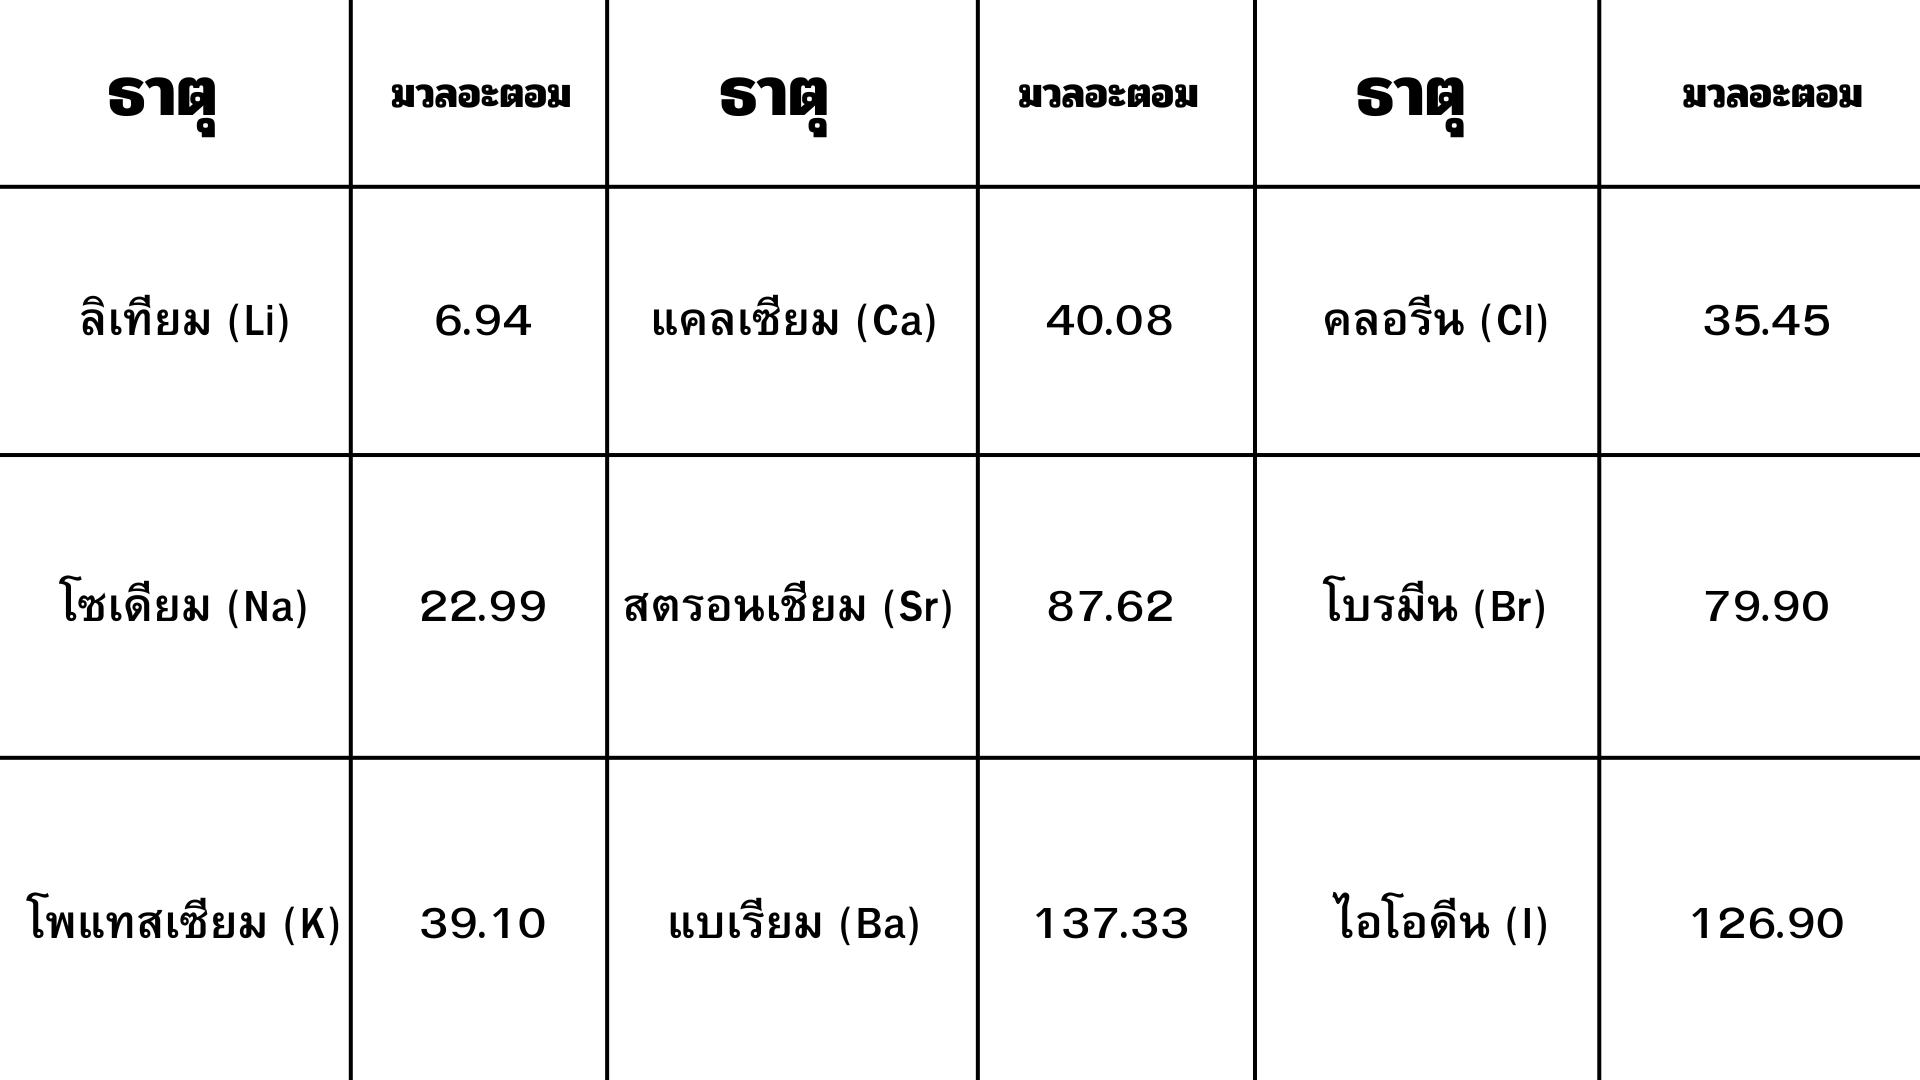 ธาตุ มวลอะตอม ธาตุ มวลอะตอม ธาตุ มวลอะตอม
ลิเทียม (Li) 6.94 แคลเซียม (Ca) 40.08 คลอรีน (Cl) 35.45
โซเดียม (Na) 22.99 สตรอนเชียม (Sr) 87.62 โบรมีน (Br) 79.90
โพแทสเซียม (K) 39.10 แบเรียม (Ba) 137.33 ไอโอดีน (I) 126.90